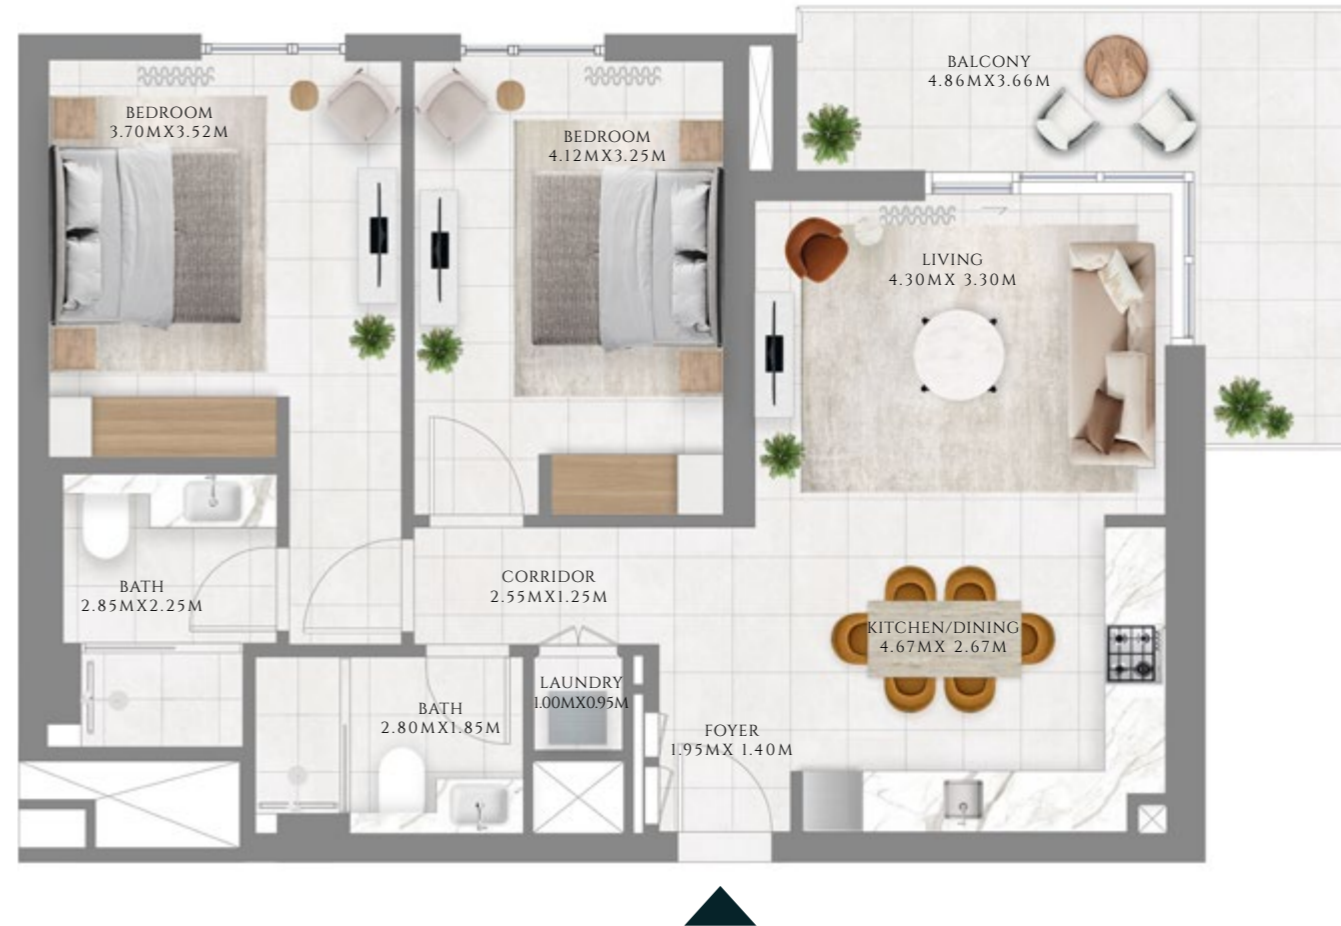 BALCONY
4.86MX3.66M
BEDROOM
3.70MX3.52M
BEDROOM
4.12MX3.25M
LIVING
4.30MX 3.30M
CORRIDOR
2.55MX1.25M
BATH
2.85MX2.25M
KITCHEN/DINING
4.67MX 2.67M
LAUNDRY
1.00MX0.95M
BATH
2.80MX1.85M
FOYER
1.95MX 1.40M